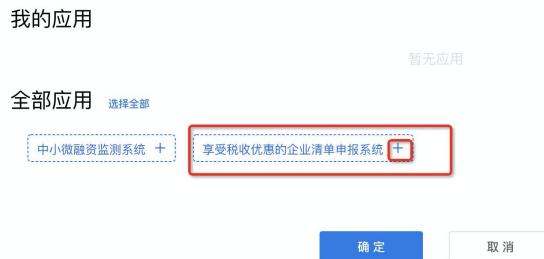 我的应用
暂无应用
全部应用 选择全部
中小微融资监测系统 + 享受税收优惠的企业清单申报系统 +
确定 取消